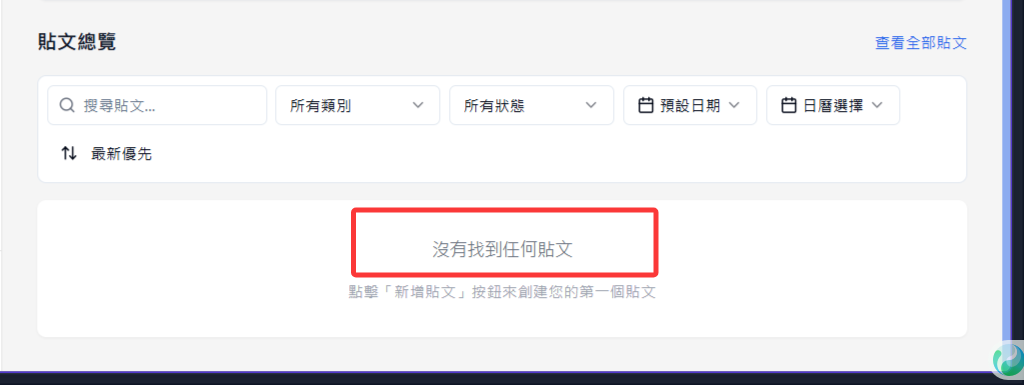 貼文總覽
查看全部貼文
搜尋貼文...
所有類別
所有狀態
預設日期
日曆選擇
最新優先
沒有找到任何貼文
點擊「新增貼文」按鈕來創建您的第一個貼文